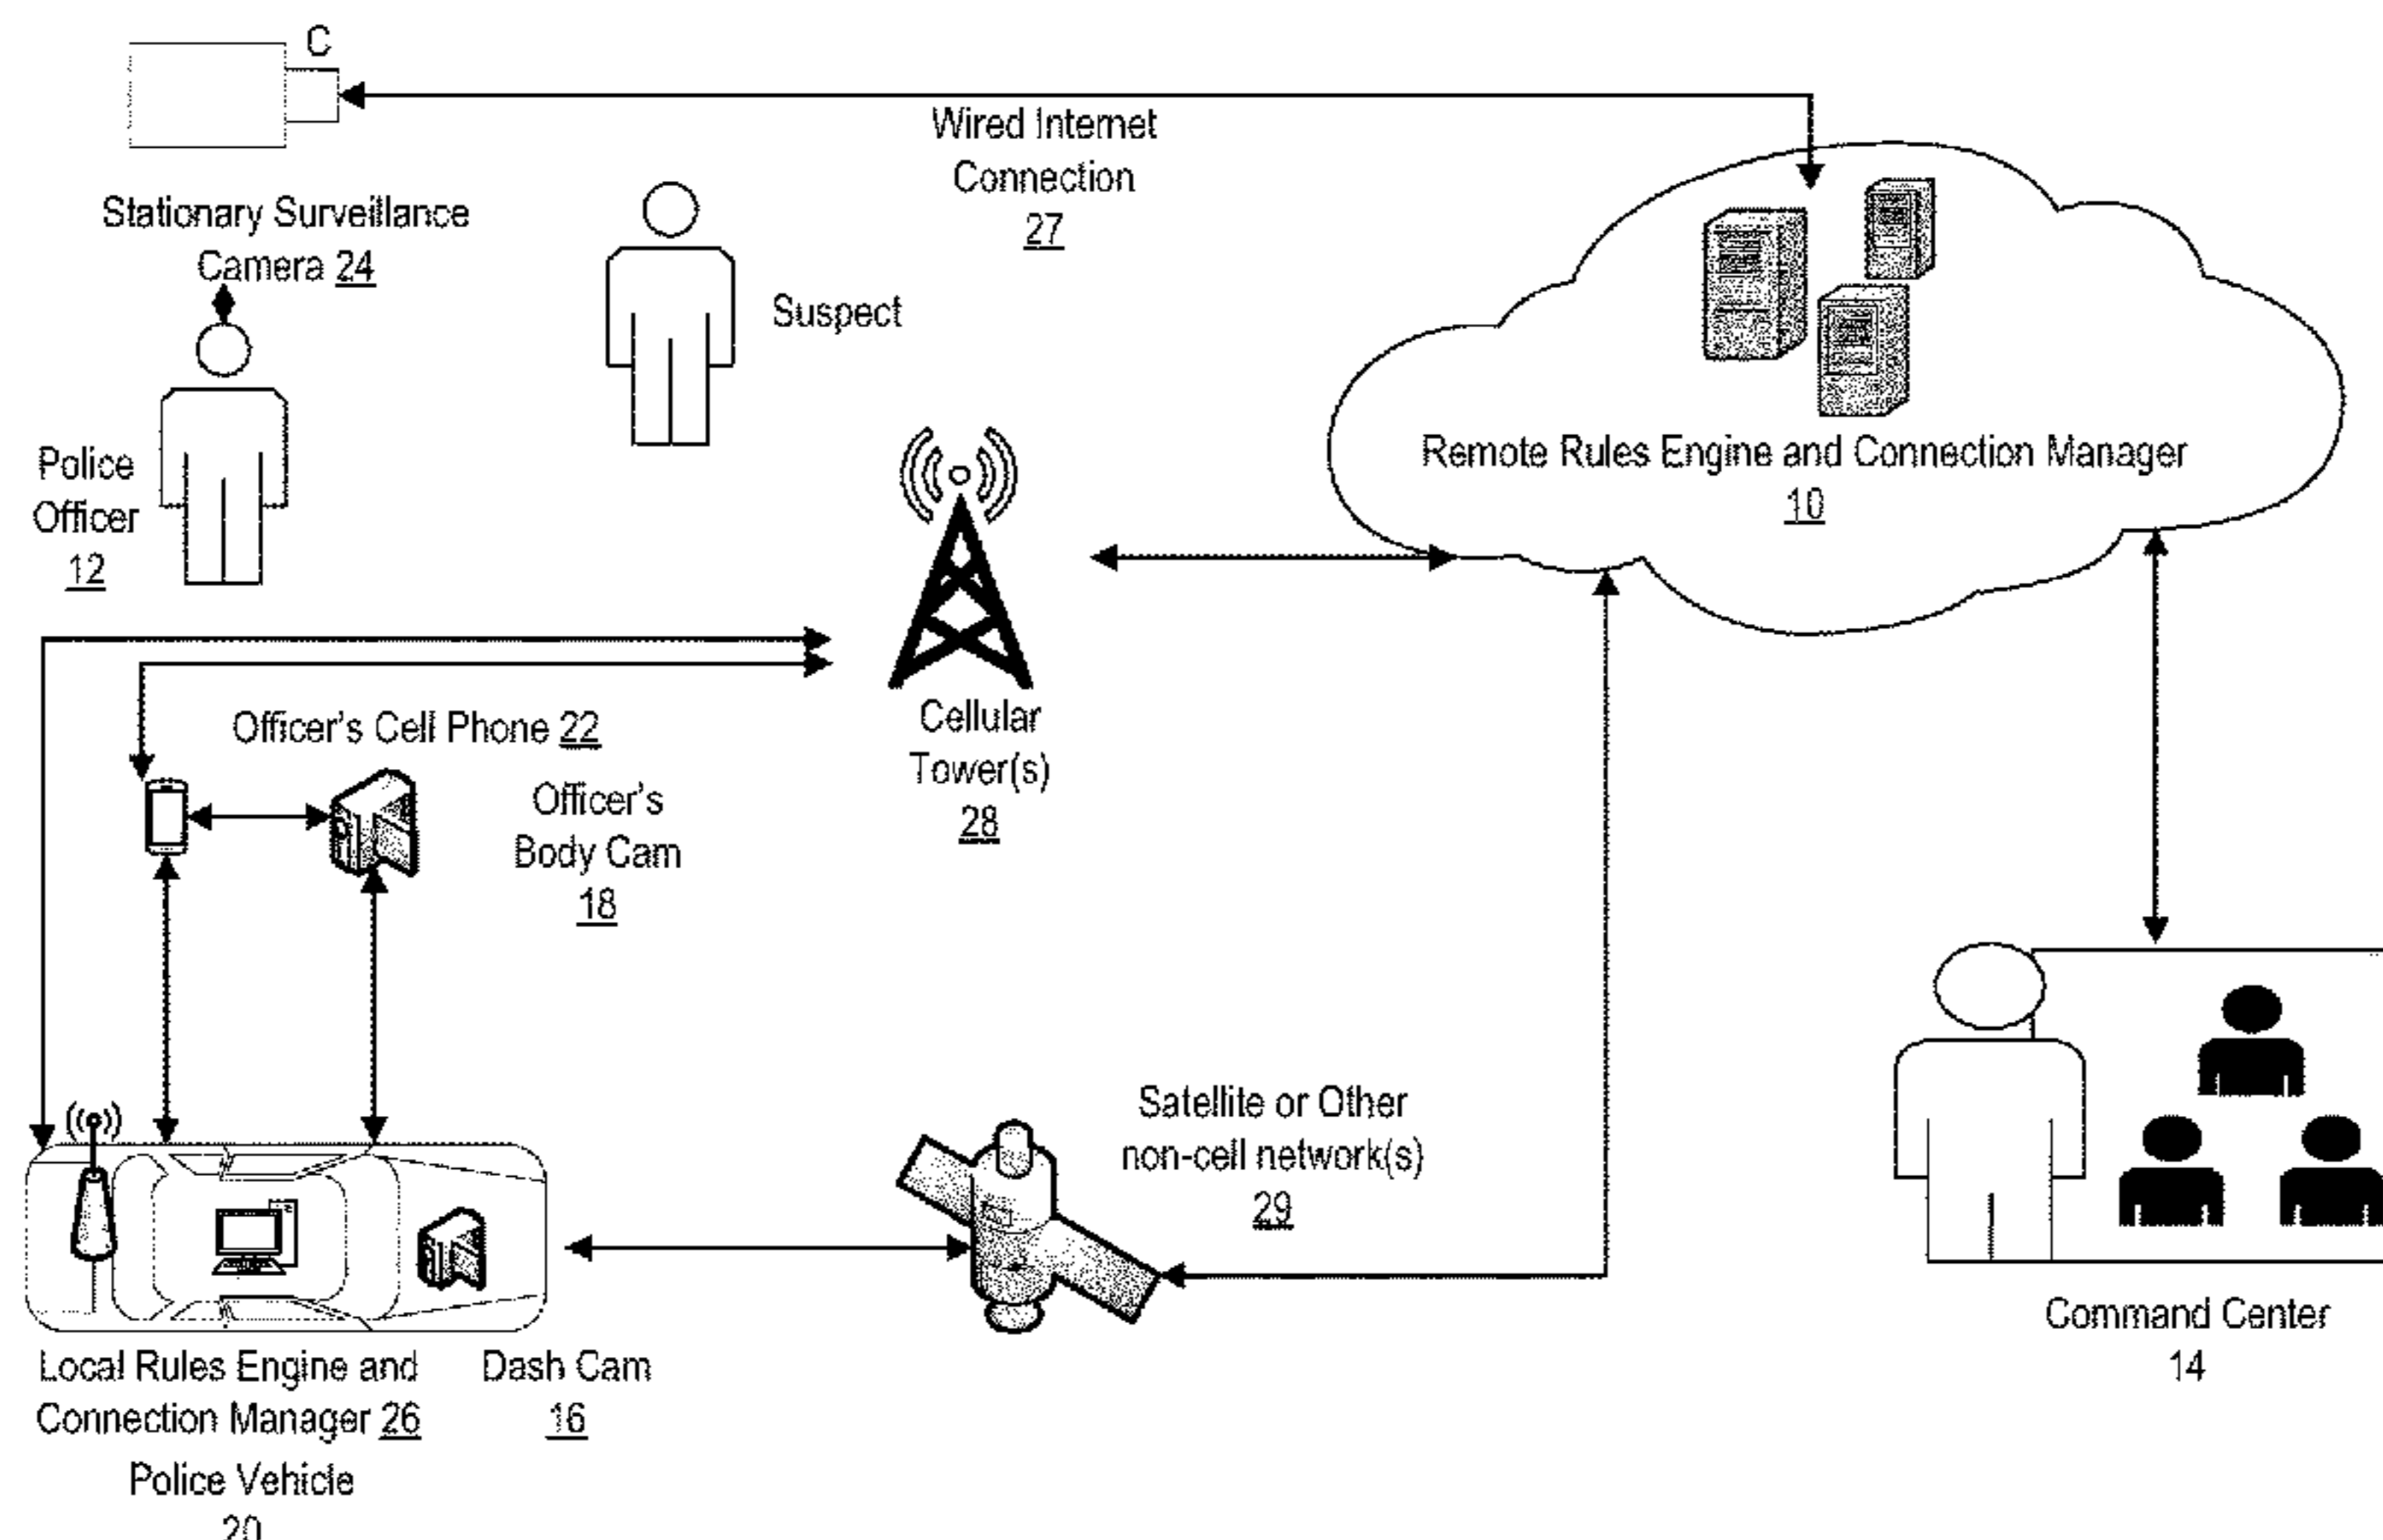 C
Wired Internet
Connection
27
Stationary Surveillance
Camera 24
Suspect
Police
Officer
12
Remote Rules Engine and Connection Manager
10
Officer's Cell Phone 22
Officer's
Body Cam
18
Cellular
Tower(s)
28
Satellite or Other
non-cell network(s)
29
Command Center
14
Local Rules Engine and
Connection Manager 26
Dash Cam
16
Police Vehicle
20